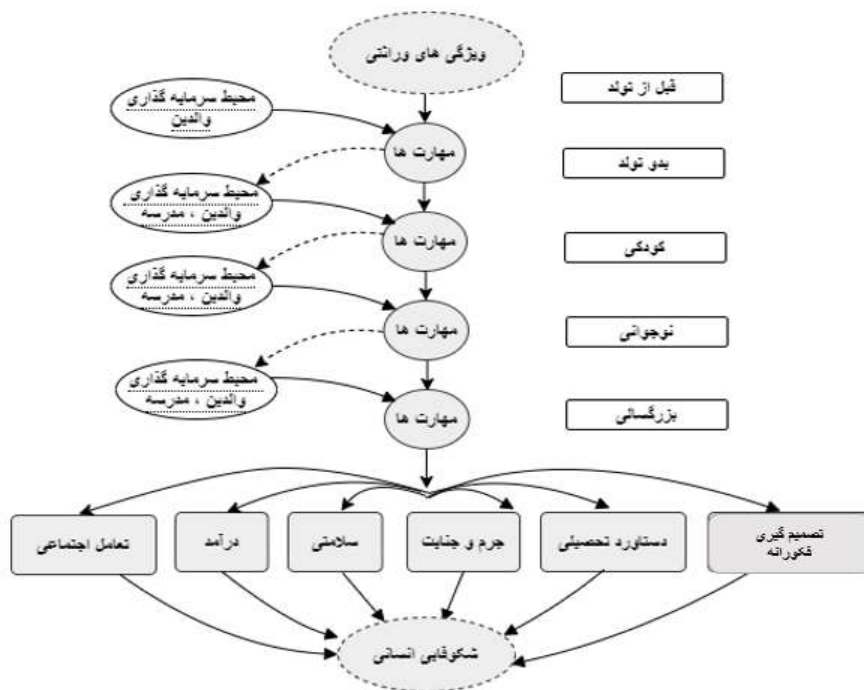 ویژگی های وراثتی
قبل از تولد
محیط سرمایه گذاری
والدین
مهارت ها
بدو تولد
محیط سرمایه گذاری
والدین ، مدرسه
مهارت ها
کودکی
محیط سرمایه گذاری
والدین ، مدرسه
مهارت ها
نوجوانی
محیط سرمایه گذاری
والدین ، مدرسه
مهارت ها
بزرگسالی
تصمیم گیری
فکورانه
دستاورد تحصیلی
جرم و جنایت
سلامتی
درآمد
تعامل اجتماعی
شکوفایی انسانی